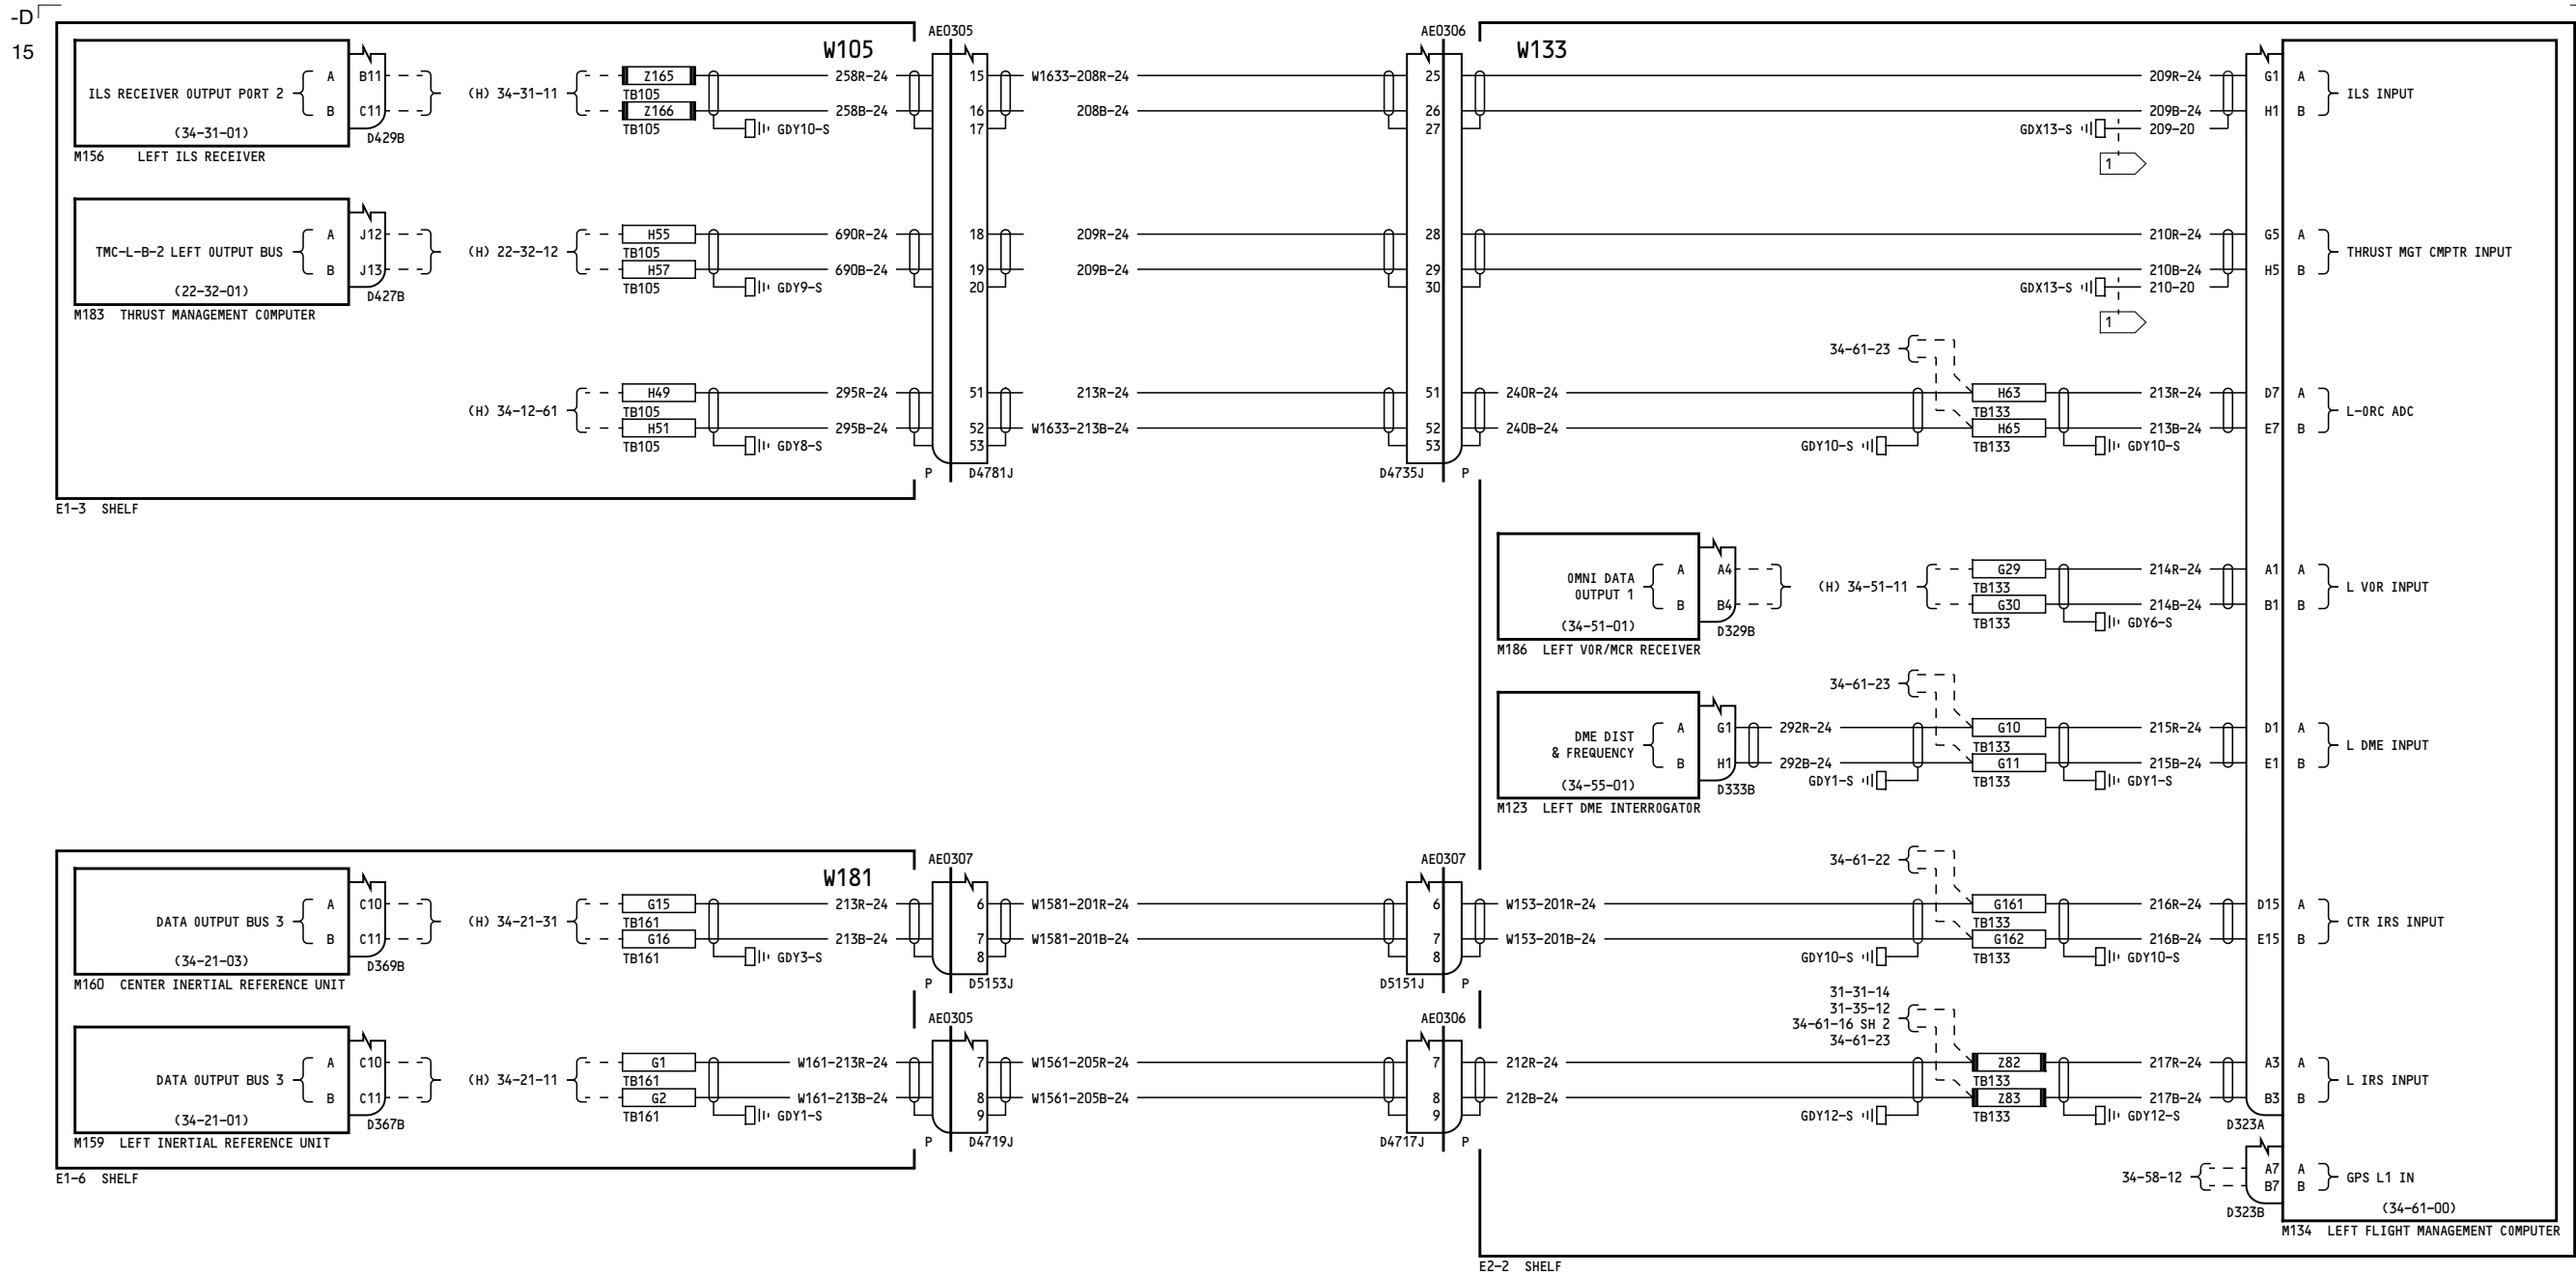 -D
15
AE0305
AE0306
W105
W133
ILS RECEIVER OUTPUT PORT 2
A B11
B C11
(34-31-01)
D429B
M156 LEFT ILS RECEIVER
(H) 34-31-11
Z165
TB105
Z166
TB105
258R-24
258B-24
GDY10-S
15
16
17
W1633-208R-24
208B-24
25
26
27
209R-24
209B-24
GDX13-S
209-20
1
G1 A
H1 B
ILS INPUT
TMC-L-B-2 LEFT OUTPUT BUS
A J12
B J13
(22-32-01)
D427B
M183 THRUST MANAGEMENT COMPUTER
(H) 22-32-12
H55
TB105
H57
TB105
690R-24
690B-24
GDY9-S
18
19
20
209R-24
209B-24
28
29
30
210R-24
210B-24
GDX13-S
210-20
1
G5 A
H5 B
THRUST MGT CMPTR INPUT
(H) 34-12-61
H49
TB105
H51
TB105
295R-24
295B-24
GDY8-S
51
52
53
P D4781J
213R-24
W1633-213B-24
51
52
53
D4735J P
240R-24
240B-24
34-61-23
GDY10-S
H63
TB133
H65
TB133
213R-24
213B-24
GDY10-S
D7 A
E7 B
L-ORC ADC
E1-3 SHELF
OMNI DATA
OUTPUT 1
A A4
B B4
(34-51-01)
D329B
M186 LEFT VOR/MCR RECEIVER
(H) 34-51-11
G29
TB133
G30
TB133
214R-24
214B-24
GDY6-S
A1 A
B1 B
L VOR INPUT
DME DIST
& FREQUENCY
A G1
B H1
(34-55-01)
D333B
M123 LEFT DME INTERROGATOR
292R-24
292B-24
34-61-23
GDY1-S
G10
TB133
G11
TB133
215R-24
215B-24
GDY1-S
D1 A
E1 B
L DME INPUT
W181
AE0307
AE0307
DATA OUTPUT BUS 3
A C10
B C11
(34-21-03)
D369B
M160 CENTER INERTIAL REFERENCE UNIT
(H) 34-21-31
G15
TB161
G16
TB161
213R-24
213B-24
GDY3-S
6
7
8
P D5153J
W1581-201R-24
W1581-201B-24
6
7
8
D5151J P
W153-201R-24
W153-201B-24
34-61-22
GDY10-S
G161
TB133
G162
TB133
216R-24
216B-24
GDY10-S
D15 A
E15 B
CTR IRS INPUT
AE0305
AE0306
DATA OUTPUT BUS 3
A C10
B C11
(34-21-01)
D367B
M159 LEFT INERTIAL REFERENCE UNIT
(H) 34-21-11
G1
TB161
G2
TB161
W161-213R-24
W161-213B-24
GDY1-S
7
8
9
P D4719J
W1561-205R-24
W1561-205B-24
7
8
9
D4717J P
212R-24
212B-24
31-31-14
31-35-12
34-61-16 SH 2
34-61-23
GDY12-S
Z82
TB133
Z83
TB133
217R-24
217B-24
GDY12-S
A3 A
B3 B
L IRS INPUT
D323A
E1-6 SHELF
34-58-12
A7 A
B7 B
GPS L1 IN
D323B
(34-61-00)
M134 LEFT FLIGHT MANAGEMENT COMPUTER
E2-2 SHELF